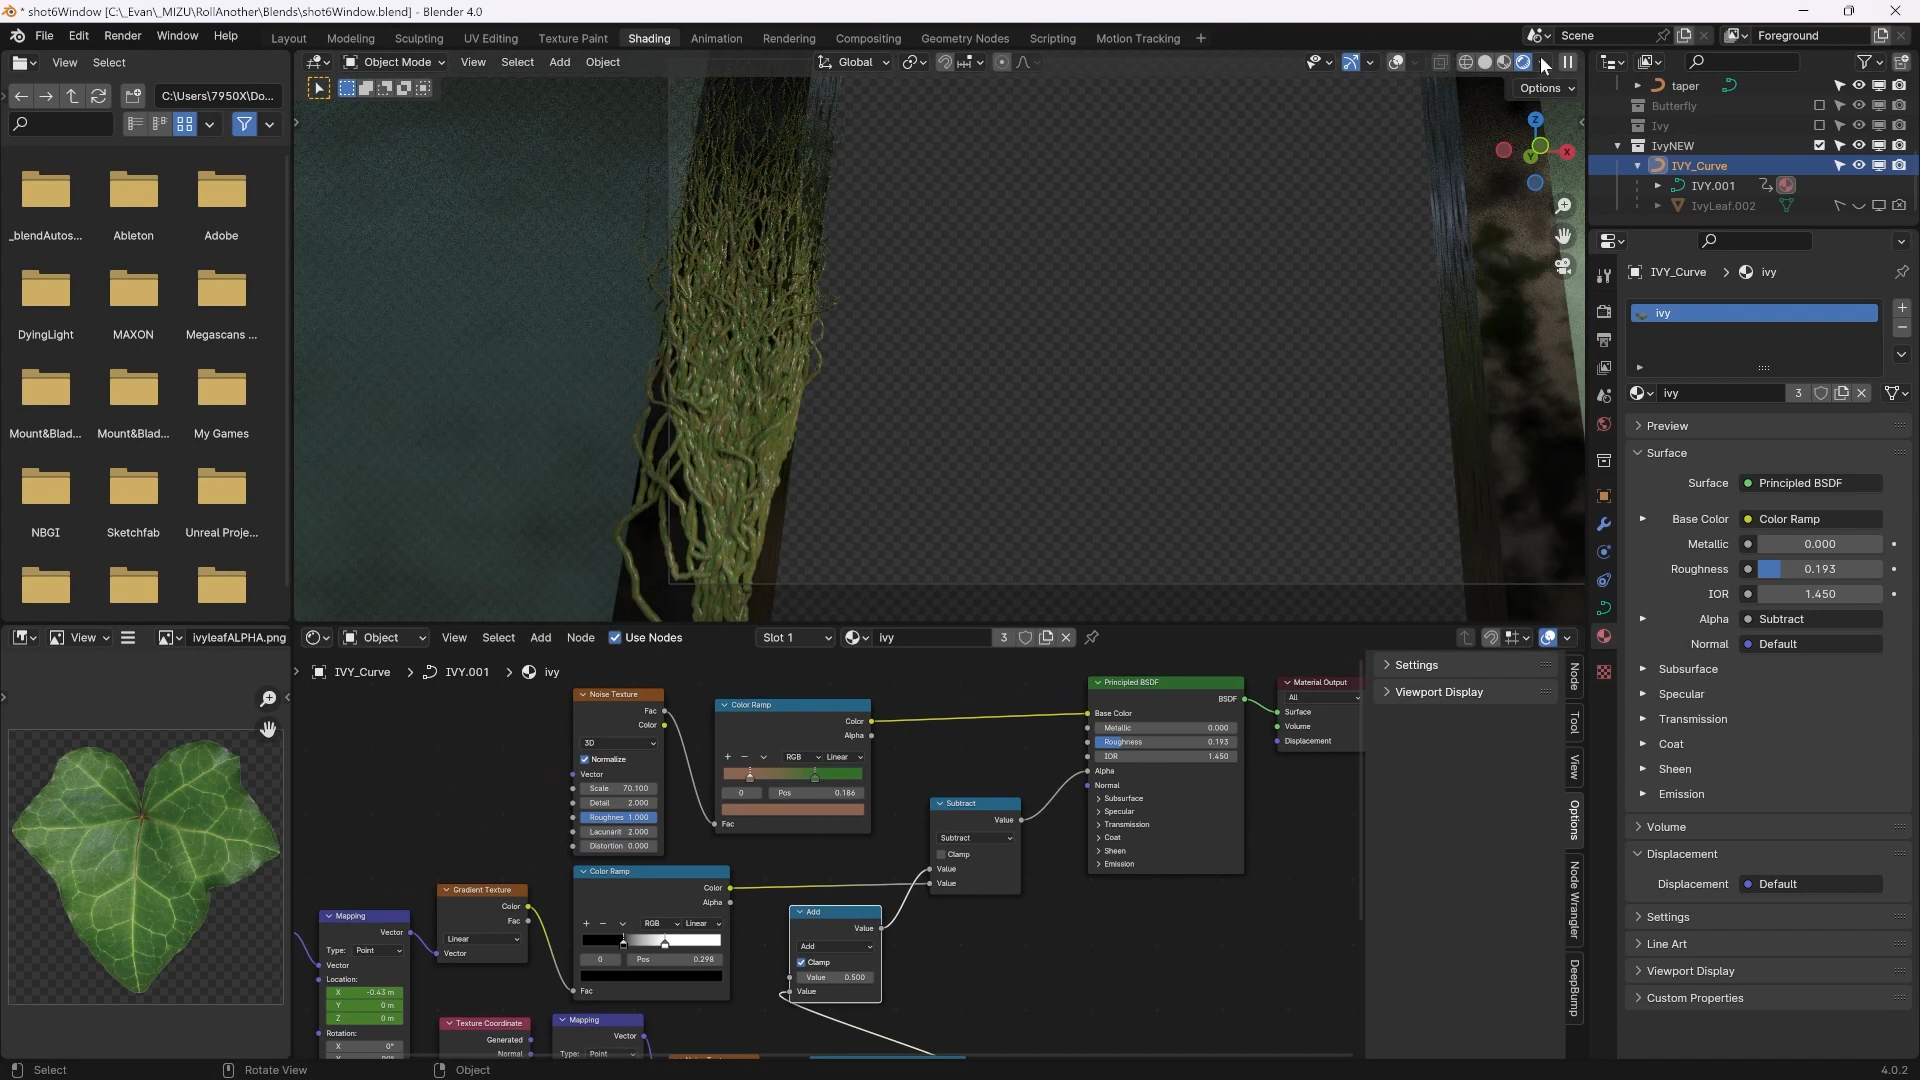 * shot6Window [C:\_Evan\_MIZU\RollAnother\Blends\shot6Window.blend] - Blender 4.0
File Edit Render Window Help Layout Modeling Sculpting UV Editing Texture Paint Shading Animation Rendering Compositing Geometry Nodes Scripting Motion Tracking + Scene Foreground
View Select
Object Mode View Select Add Object Global
Options
C:\Users\7950X\Do...
_blendAutos... Ableton Adobe
DyingLight MAXON Megascans ...
Mount&Blad... Mount&Blad... My Games
NBGI Sketchfab Unreal Proje...
Z
X
Y
taper
Butterfly
Ivy
IvyNEW
IVY_Curve
IVY.001
IvyLeaf.002
IVY_Curve > ivy
ivy
ivy 3
Preview
Surface
Surface Principled BSDF
Base Color Color Ramp
Metallic 0.000
Roughness 0.193
IOR 1.450
Alpha Subtract
Normal Default
Subsurface
Specular
Transmission
Coat
Sheen
Emission
Volume
Displacement
Displacement Default
Settings
Line Art
Viewport Display
Custom Properties
View ivyleafALPHA.png
Object View Select Add Node Use Nodes Slot 1 ivy 3
IVY_Curve > IVY.001 > ivy
Noise Texture
Fac
Color
3D
Normalize
Vector
Scale 70.100
Detail 2.000
Roughnes 1.000
Lacunarit 2.000
Distortion 0.000
Color Ramp
Color
Alpha
RGB Linear
0 Pos 0.186
Fac
Principled BSDF
BSDF
Base Color
Metallic 0.000
Roughness 0.193
IOR 1.450
Alpha
Normal
Subsurface
Specular
Transmission
Coat
Sheen
Emission
Material Output
All
Surface
Volume
Displacement
Subtract
Value
Subtract
Clamp
Value
Value
Color Ramp
Color
Alpha
RGB Linear
0 Pos 0.298
Fac
Gradient Texture
Color
Fac
Linear
Vector
Mapping
Vector
Type: Point
Vector
Location:
X -0.43 m
Y 0 m
Z 0 m
Rotation:
X 0°
Add
Value
Add
Clamp
Value 0.500
Value
Texture Coordinate
Generated
Normal
Mapping
Vector
Type: Point
Settings
Viewport Display
Node
Tool
View
Options
Node Wrangler
DeepBump
Select Rotate View Object 4.0.2